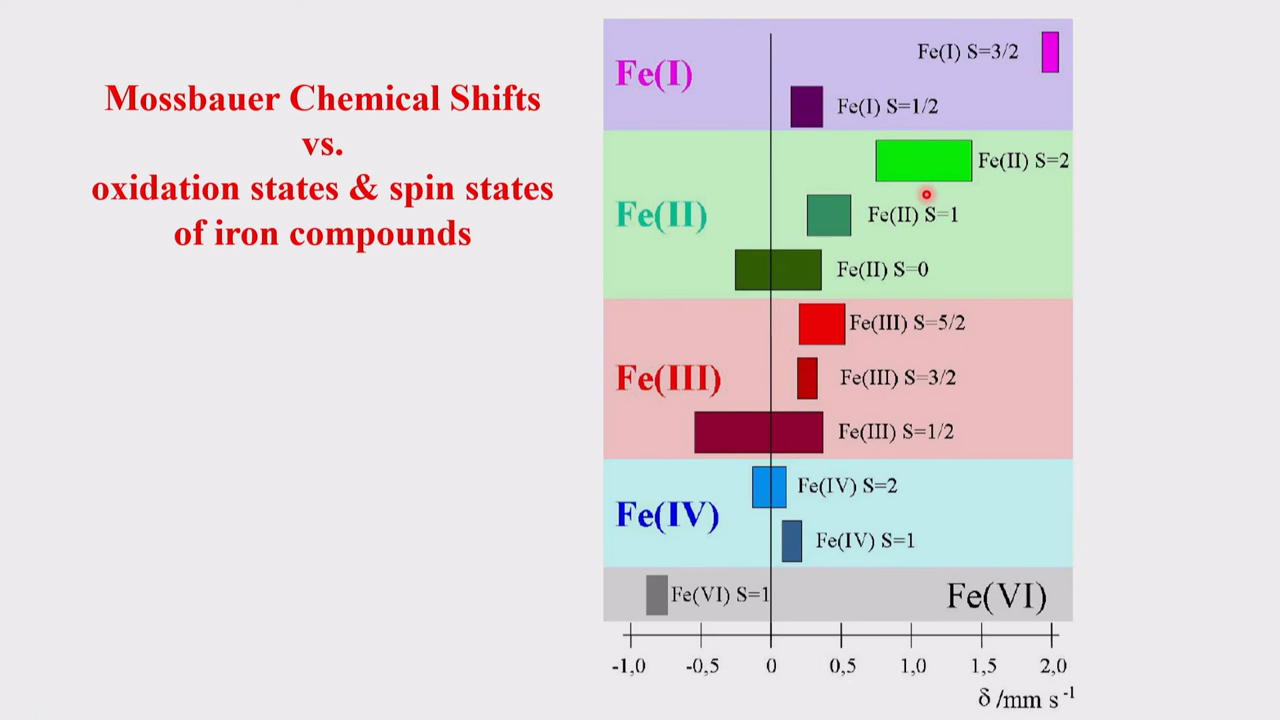 Mossbauer Chemical Shifts
vs.
oxidation states & spin states
of iron compounds
Fe(I)
Fe(I) S=3/2
Fe(I) S=1/2
Fe(II)
Fe(II) S=2
Fe(II) S=1
Fe(II) S=0
Fe(III)
Fe(III) S=5/2
Fe(III) S=3/2
Fe(III) S=1/2
Fe(IV)
Fe(IV) S=2
Fe(IV) S=1
Fe(VI) S=1
Fe(VI)
-1,0 -0,5 0 0,5 1,0 1,5 2,0
δ /mm s⁻¹